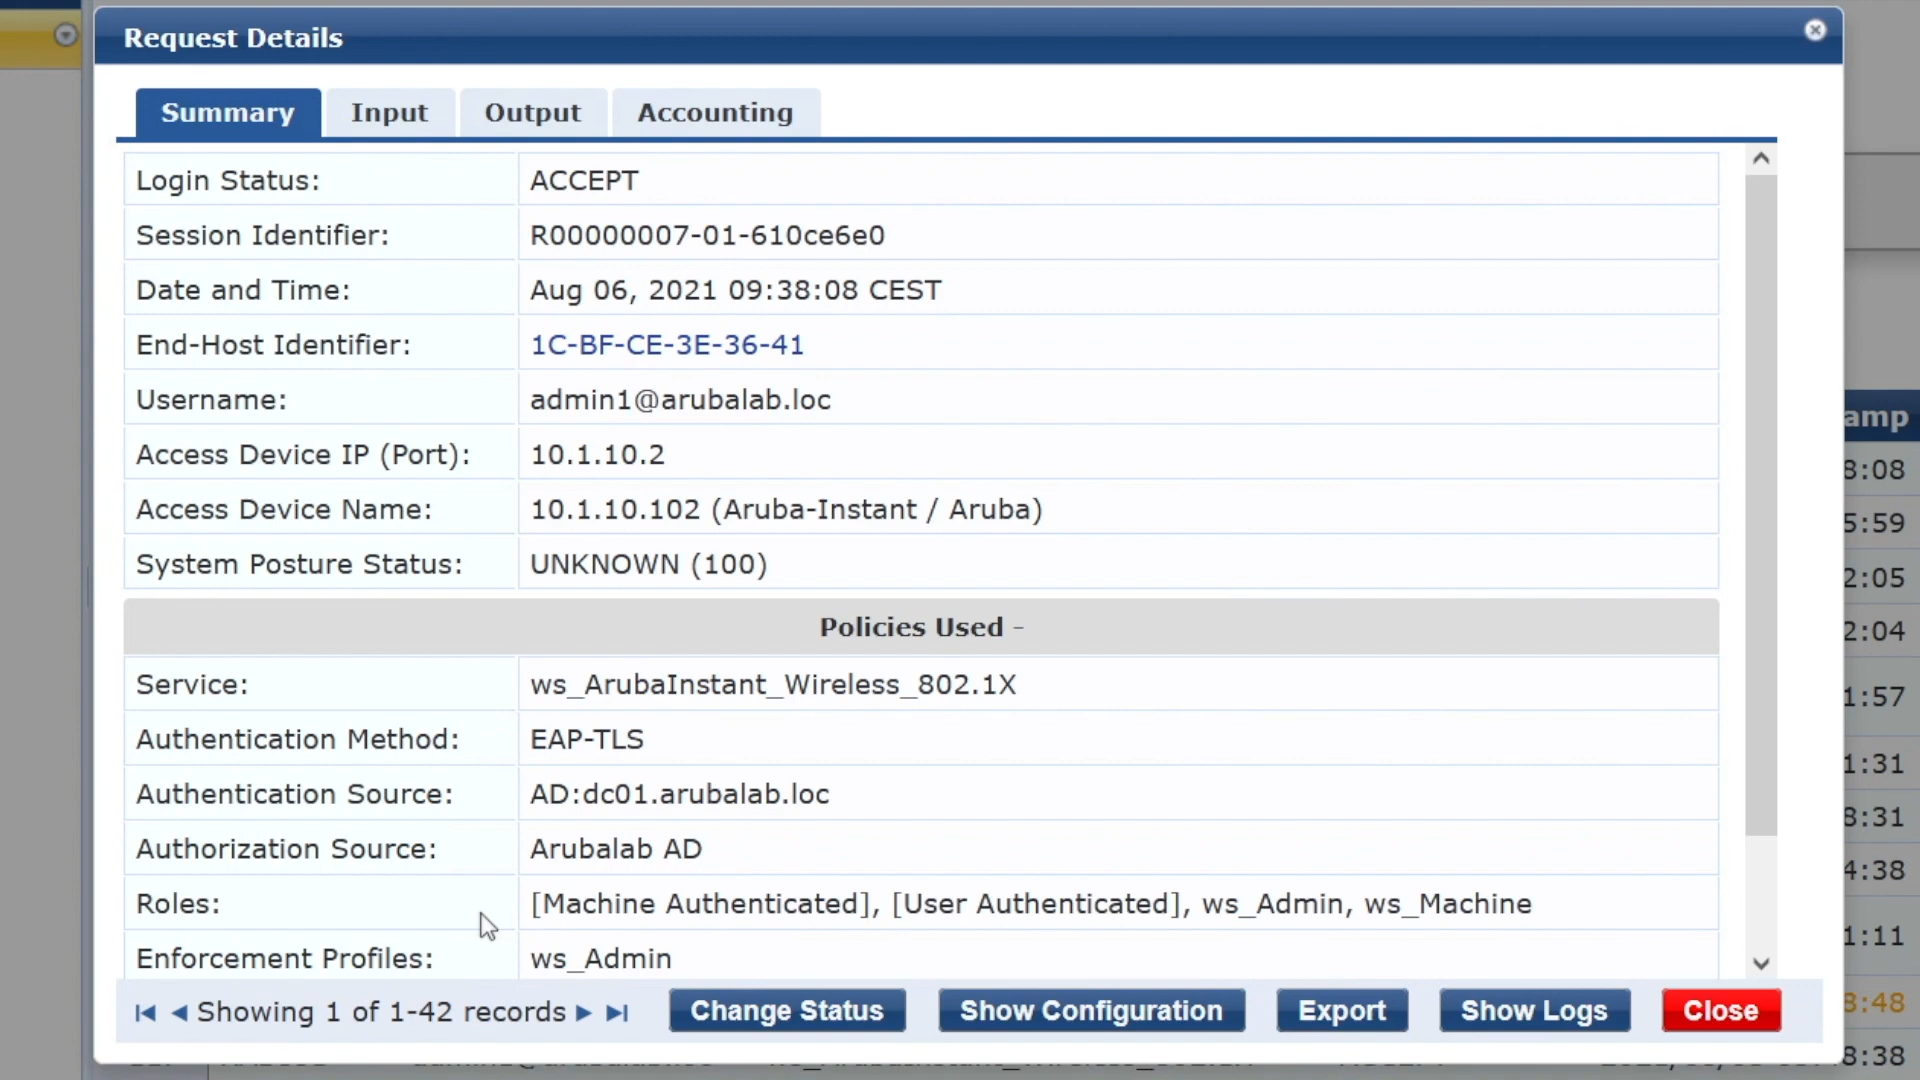 Request Details
Summary Input Output Accounting
Login Status: ACCEPT
Session Identifier: R00000007-01-610ce6e0
Date and Time: Aug 06, 2021 09:38:08 CEST
End-Host Identifier: 1C-BF-CE-3E-36-41
Username: admin1@arubalab.loc
Access Device IP (Port): 10.1.10.2
Access Device Name: 10.1.10.102 (Aruba-Instant / Aruba)
System Posture Status: UNKNOWN (100)
Policies Used -
Service: ws_ArubaInstant_Wireless_802.1X
Authentication Method: EAP-TLS
Authentication Source: AD:dc01.arubalab.loc
Authorization Source: Arubalab AD
Roles: [Machine Authenticated], [User Authenticated], ws_Admin, ws_Machine
Enforcement Profiles: ws_Admin
Showing 1 of 1-42 records Change Status Show Configuration Export Show Logs Close
amp
8:08
5:59
2:05
2:04
1:57
1:31
8:31
4:38
1:11
8:48
8:38